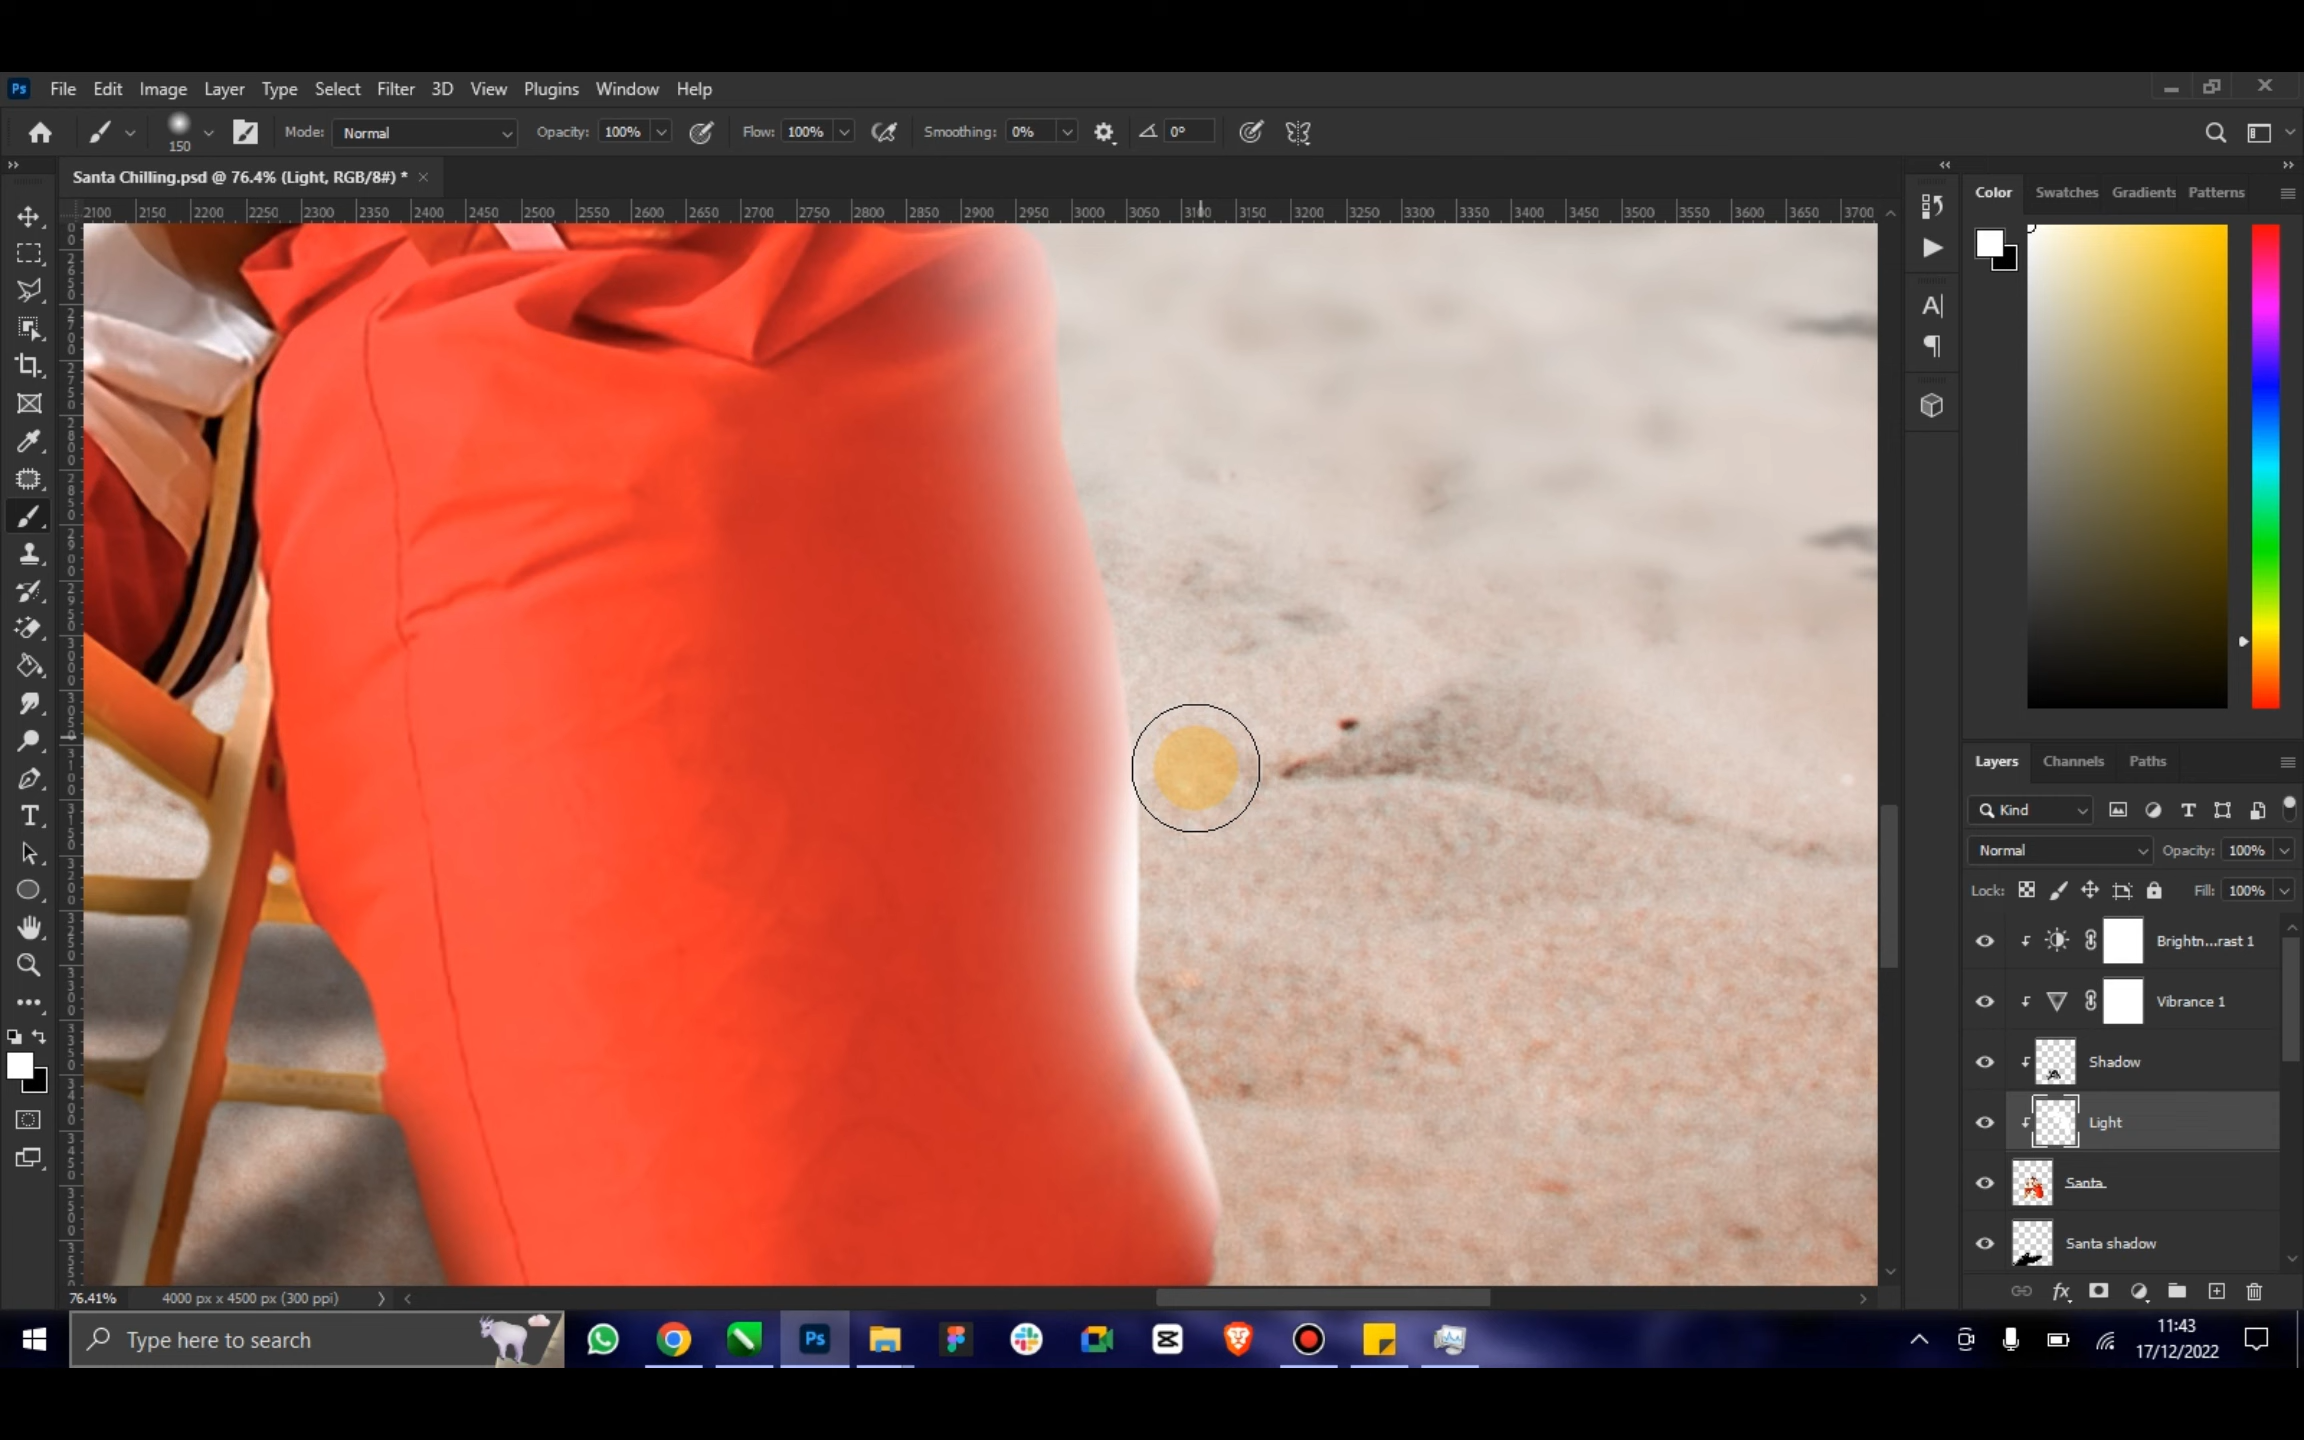 Ps File Edit Image Layer Type Select Filter 3D View Plugins Window Help
150 Mode: Normal Opacity: 100% Flow: 100% Smoothing: 0% 0°
Santa Chilling.psd @ 76.4% (Light, RGB/8#) *
2100 2150 2200 2250 2300 2350 2400 2450 2500 2550 2600 2650 2700 2750 2800 2850 2900 2950 3000 3050 3100 3150 3200 3250 3300 3350 3400 3450 3500 3550 3600 3650 3700
Color Swatches Gradients Patterns
Layers Channels Paths
Kind
Normal Opacity: 100%
Lock: Fill: 100%
Brightn...rast 1
Vibrance 1
Shadow
Light
Santa
Santa shadow
76.41% 4000 px x 4500 px (300 ppi)
Type here to search
Ps
11:43
17/12/2022